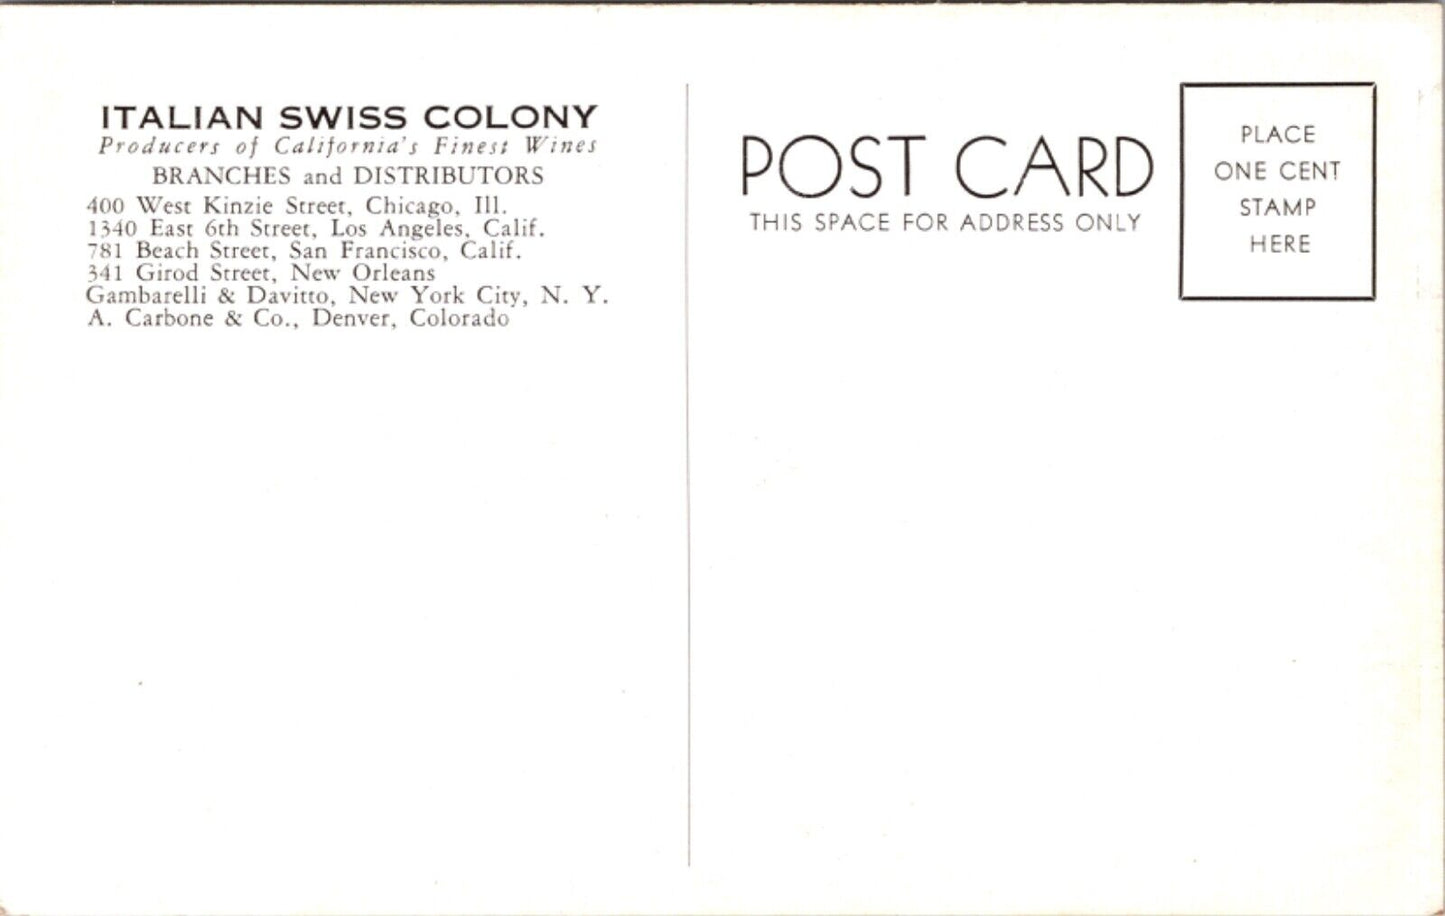 ITALIAN SWISS COLONY
Producers of California's Finest Wines
BRANCHES and DISTRIBUTORS
400 West Kinzie Street, Chicago, Ill.
1340 East 6th Street, Los Angeles, Calif.
781 Beach Street, San Francisco, Calif.
341 Girod Street, New Orleans
Gambarelli & Davitto, New York City, N. Y.
A. Carbone & Co., Denver, Colorado
POST CARD
THIS SPACE FOR ADDRESS ONLY
PLACE
ONE CENT
STAMP
HERE